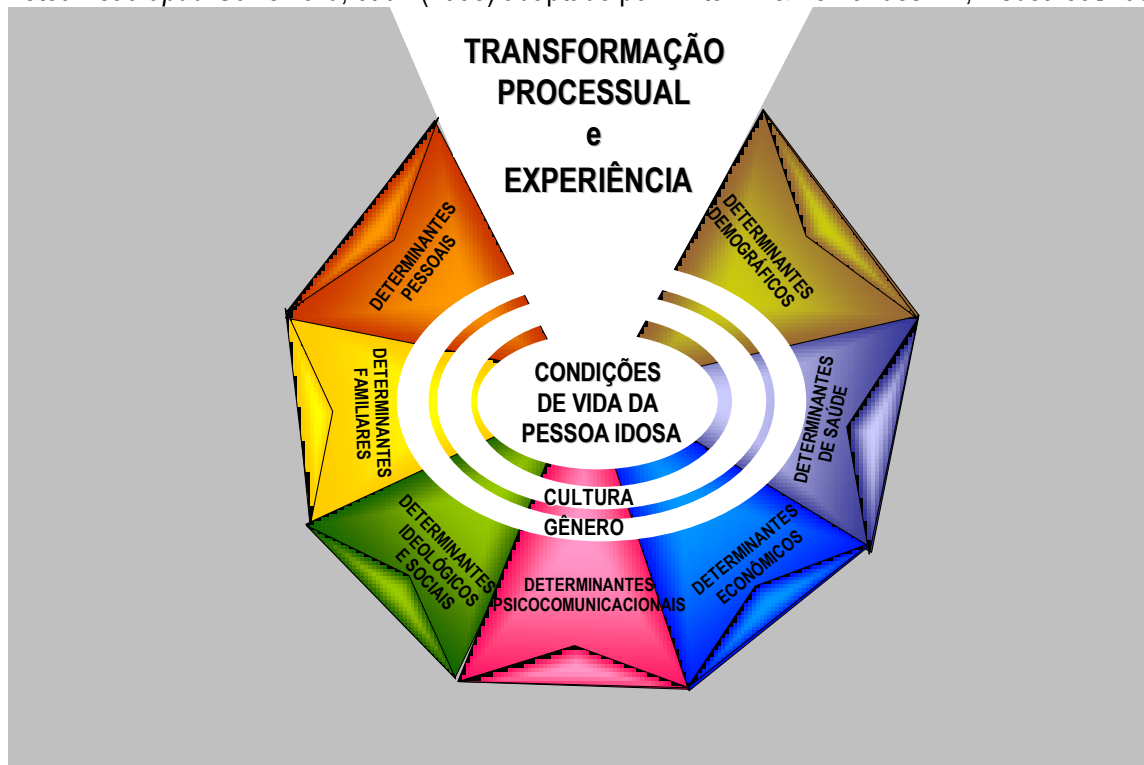 TRANSFORMAÇÃO
PROCESSUAL
e
EXPERIÊNCIA
DETERMINANTES
PESSOAIS
DETERMINANTES
DEMOGRÁFICOS
DETERMINANTES
FAMILIARES
CONDIÇÕES
DE VIDA DA
PESSOA IDOSA
DETERMINANTES
DE SAÚDE
CULTURA
GÊNERO
DETERMINANTES
IDEOLÓGICOS
E SOCIAIS
DETERMINANTES
PSICOCOMUNICACIONAIS
DETERMINANTES
ECONÔMICOS